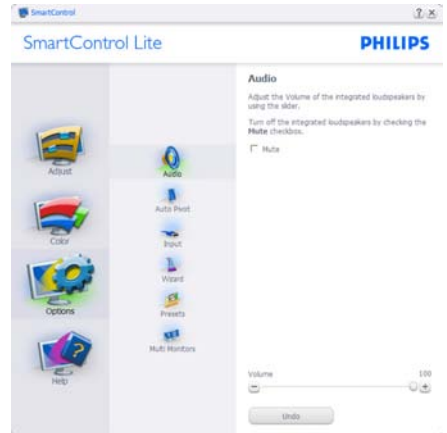 SmartControl
SmartControl Lite
PHILIPS
Adjust
Color
Options
Help
Audio
Auto Pivot
Input
Wizard
Presets
Multi Monitors
Audio
Adjust the Volume of the integrated loudspeakers by
using the slider.
Turn off the integrated loudspeakers by checking the
Mute checkbox.
Mute
Volume
100
Undo